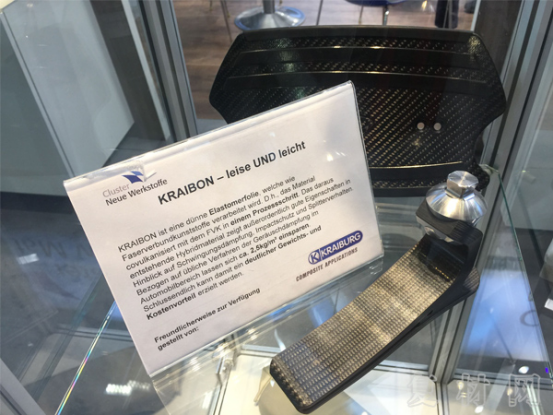 Cluster
Neue Werkstoffe
KRAIBON – leise UND leicht
KRAIBON ist eine dünne Elastomerfolie, welche wie
Faserverbundkunststoffe verarbeitet wird. D.h., das Material
covulkanisiert mit dem FVK in einem Prozessschritt. Das daraus
entstehende Hybridmaterial zeigt außerordentlich gute Eigenschaften in
Hinblick auf Schwingungsdämpfung, Impactschutz und Splitterverhalten.
Bezogen auf übliche Verfahren der Geräuschdämpfung im
Automobilbereich lassen sich ca. 2,5kg/m² einsparen.
Schlussendlich kann damit ein deutlicher Gewichts- und
Kostenvorteil erzielt werden.
KRAIBURG
COMPOSITE APPLICATIONS
Freundlicherweise zur Verfügung
gestellt von: